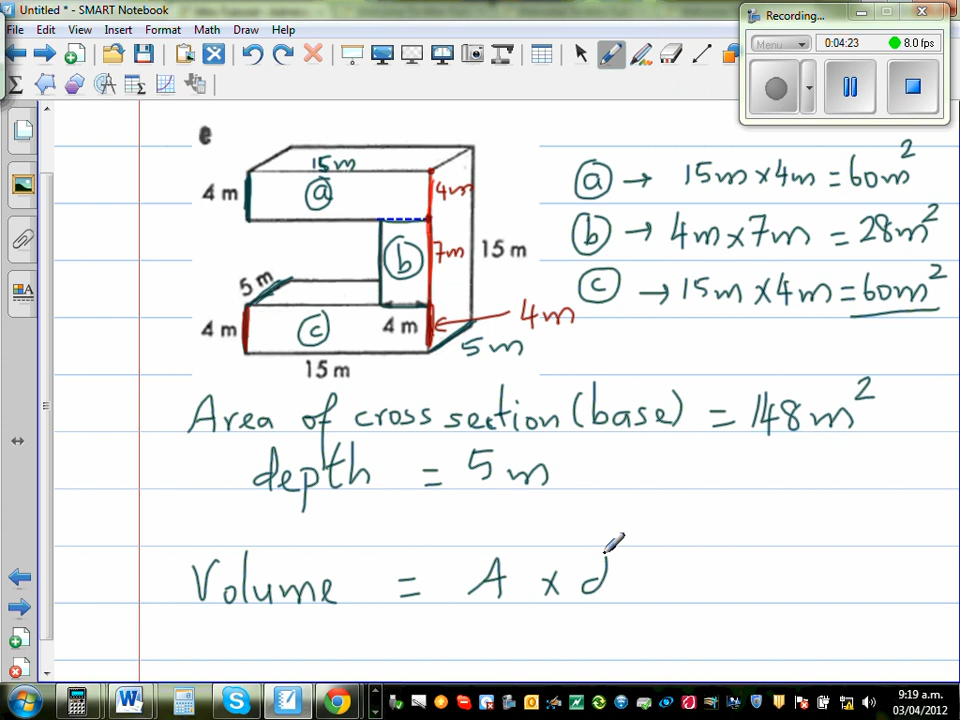 Untitled * - SMART Notebook
Recording...
File Edit View Insert Format Math Draw Help
Menu
0:04:23
8.0 fps
e
15m
4 m
a
4m
a → 15m x 4m = 60m²
b
7m
15 m
b → 4m x 7m = 28m²
5 m
c → 15m x 4m = 60m²
4 m
c
4 m
4m
5m
15 m
Area of cross section (base) = 148m²
depth = 5m
Volume = A x d
9:19 a.m.
03/04/2012